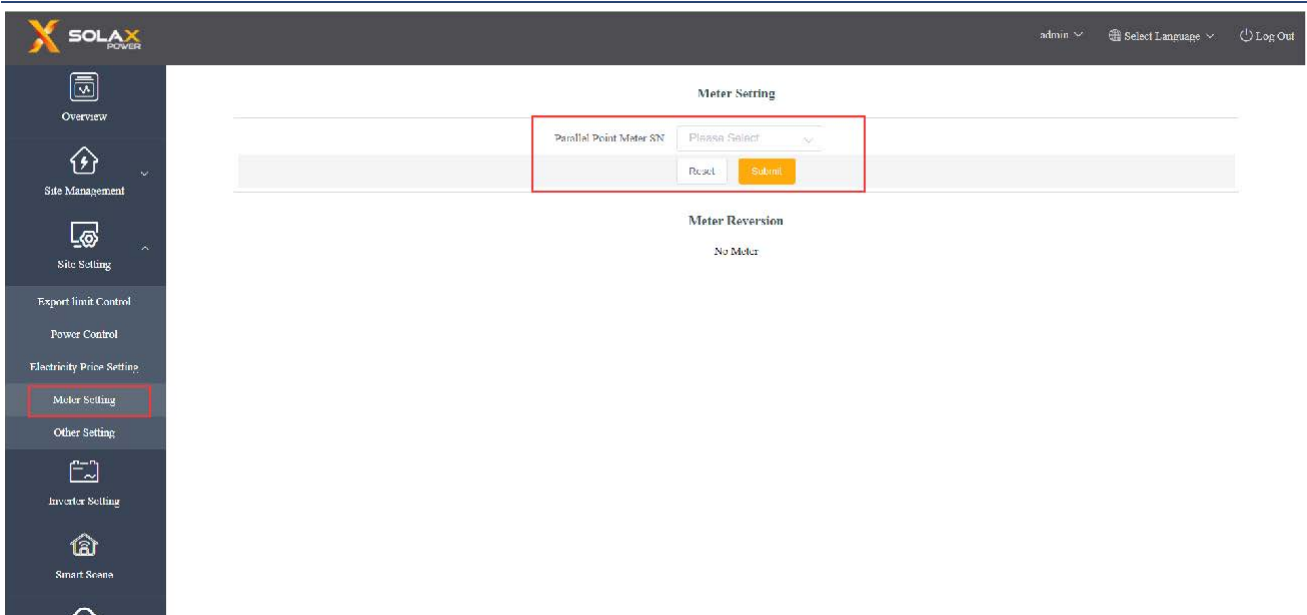 SOLAX
POWER
admin
Select Language
Log Out
Overview
Site Management
Site Setting
Export limit Control
Power Control
Electricity Price Setting
Meter Setting
Other Setting
Inverter Setting
Smart Scene
Meter Setting
Parallel Point Meter SN
Please Select
Reset
Submit
Meter Reversion
No Meter